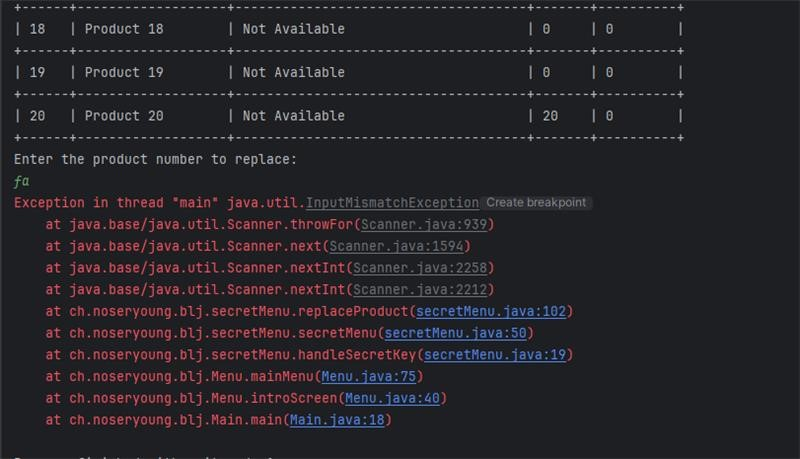 +------+-------------------+-------------------------------------+-------+----------+
| 18 | Product 18 | Not Available | 0 | 0 |
+------+-------------------+-------------------------------------+-------+----------+
| 19 | Product 19 | Not Available | 0 | 0 |
+------+-------------------+-------------------------------------+-------+----------+
| 20 | Product 20 | Not Available | 20 | 0 |
+------+-------------------+-------------------------------------+-------+----------+
Enter the product number to replace:
fa
Exception in thread "main" java.util.InputMismatchException Create breakpoint
at java.base/java.util.Scanner.throwFor(Scanner.java:939)
at java.base/java.util.Scanner.next(Scanner.java:1594)
at java.base/java.util.Scanner.nextInt(Scanner.java:2258)
at java.base/java.util.Scanner.nextInt(Scanner.java:2212)
at ch.noseryoung.blj.secretMenu.replaceProduct(secretMenu.java:102)
at ch.noseryoung.blj.secretMenu.secretMenu(secretMenu.java:50)
at ch.noseryoung.blj.secretMenu.handleSecretKey(secretMenu.java:19)
at ch.noseryoung.blj.Menu.mainMenu(Menu.java:75)
at ch.noseryoung.blj.Menu.introScreen(Menu.java:40)
at ch.noseryoung.blj.Main.main(Main.java:18)